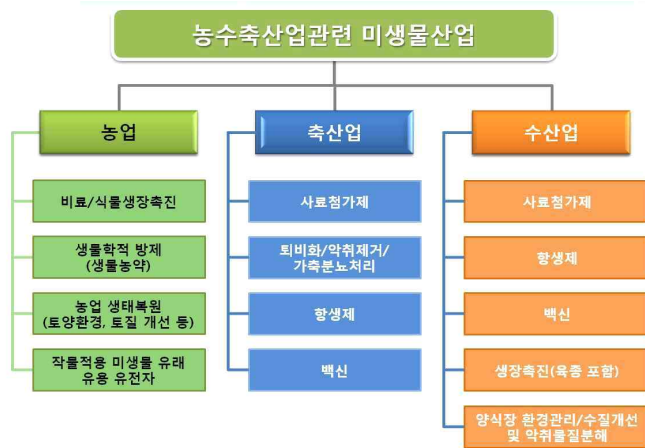 농수축산업관련 미생물산업
농업
비료/식물생장촉진
생물학적 방제
(생물농약)
농업 생태복원
(토양환경, 토질 개선 등)
작물적용 미생물 유래
유용 유전자
축산업
사료첨가제
퇴비화/악취제거/
가축분뇨처리
항생제
백신
수산업
사료첨가제
항생제
백신
생장촉진(육종 포함)
양식장 환경관리/수질개선
및 악취물질분해